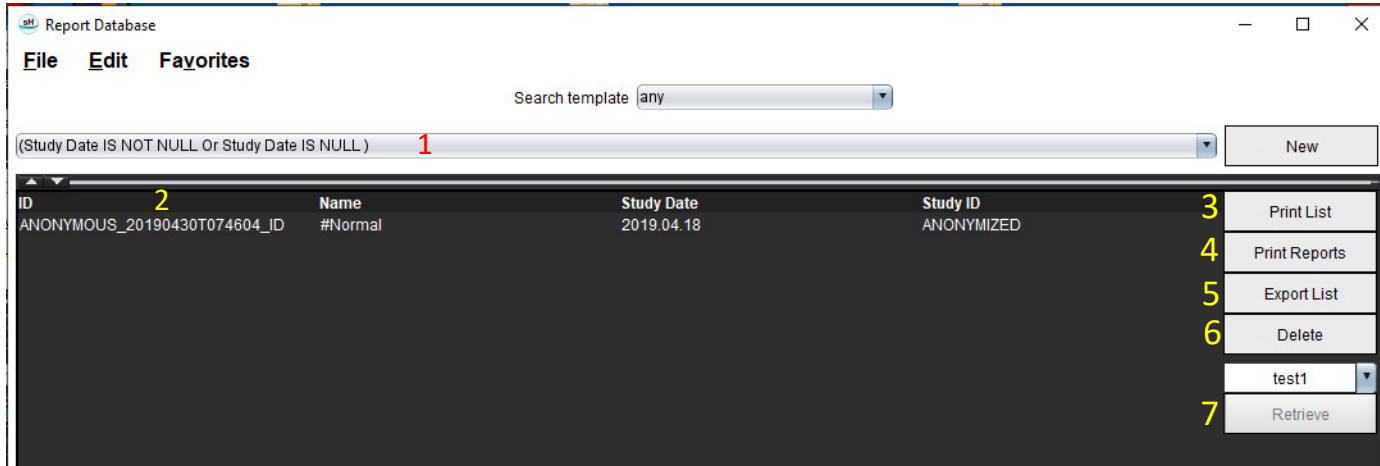 sH Report Database
File Edit Favorites
Search template any
(Study Date IS NOT NULL Or Study Date IS NULL ) 1 New
ID 2 Name Study Date Study ID 3 Print List
ANONYMOUS_20190430T074604_ID #Normal 2019.04.18 ANONYMIZED
4 Print Reports
5 Export List
6 Delete
test1
7 Retrieve